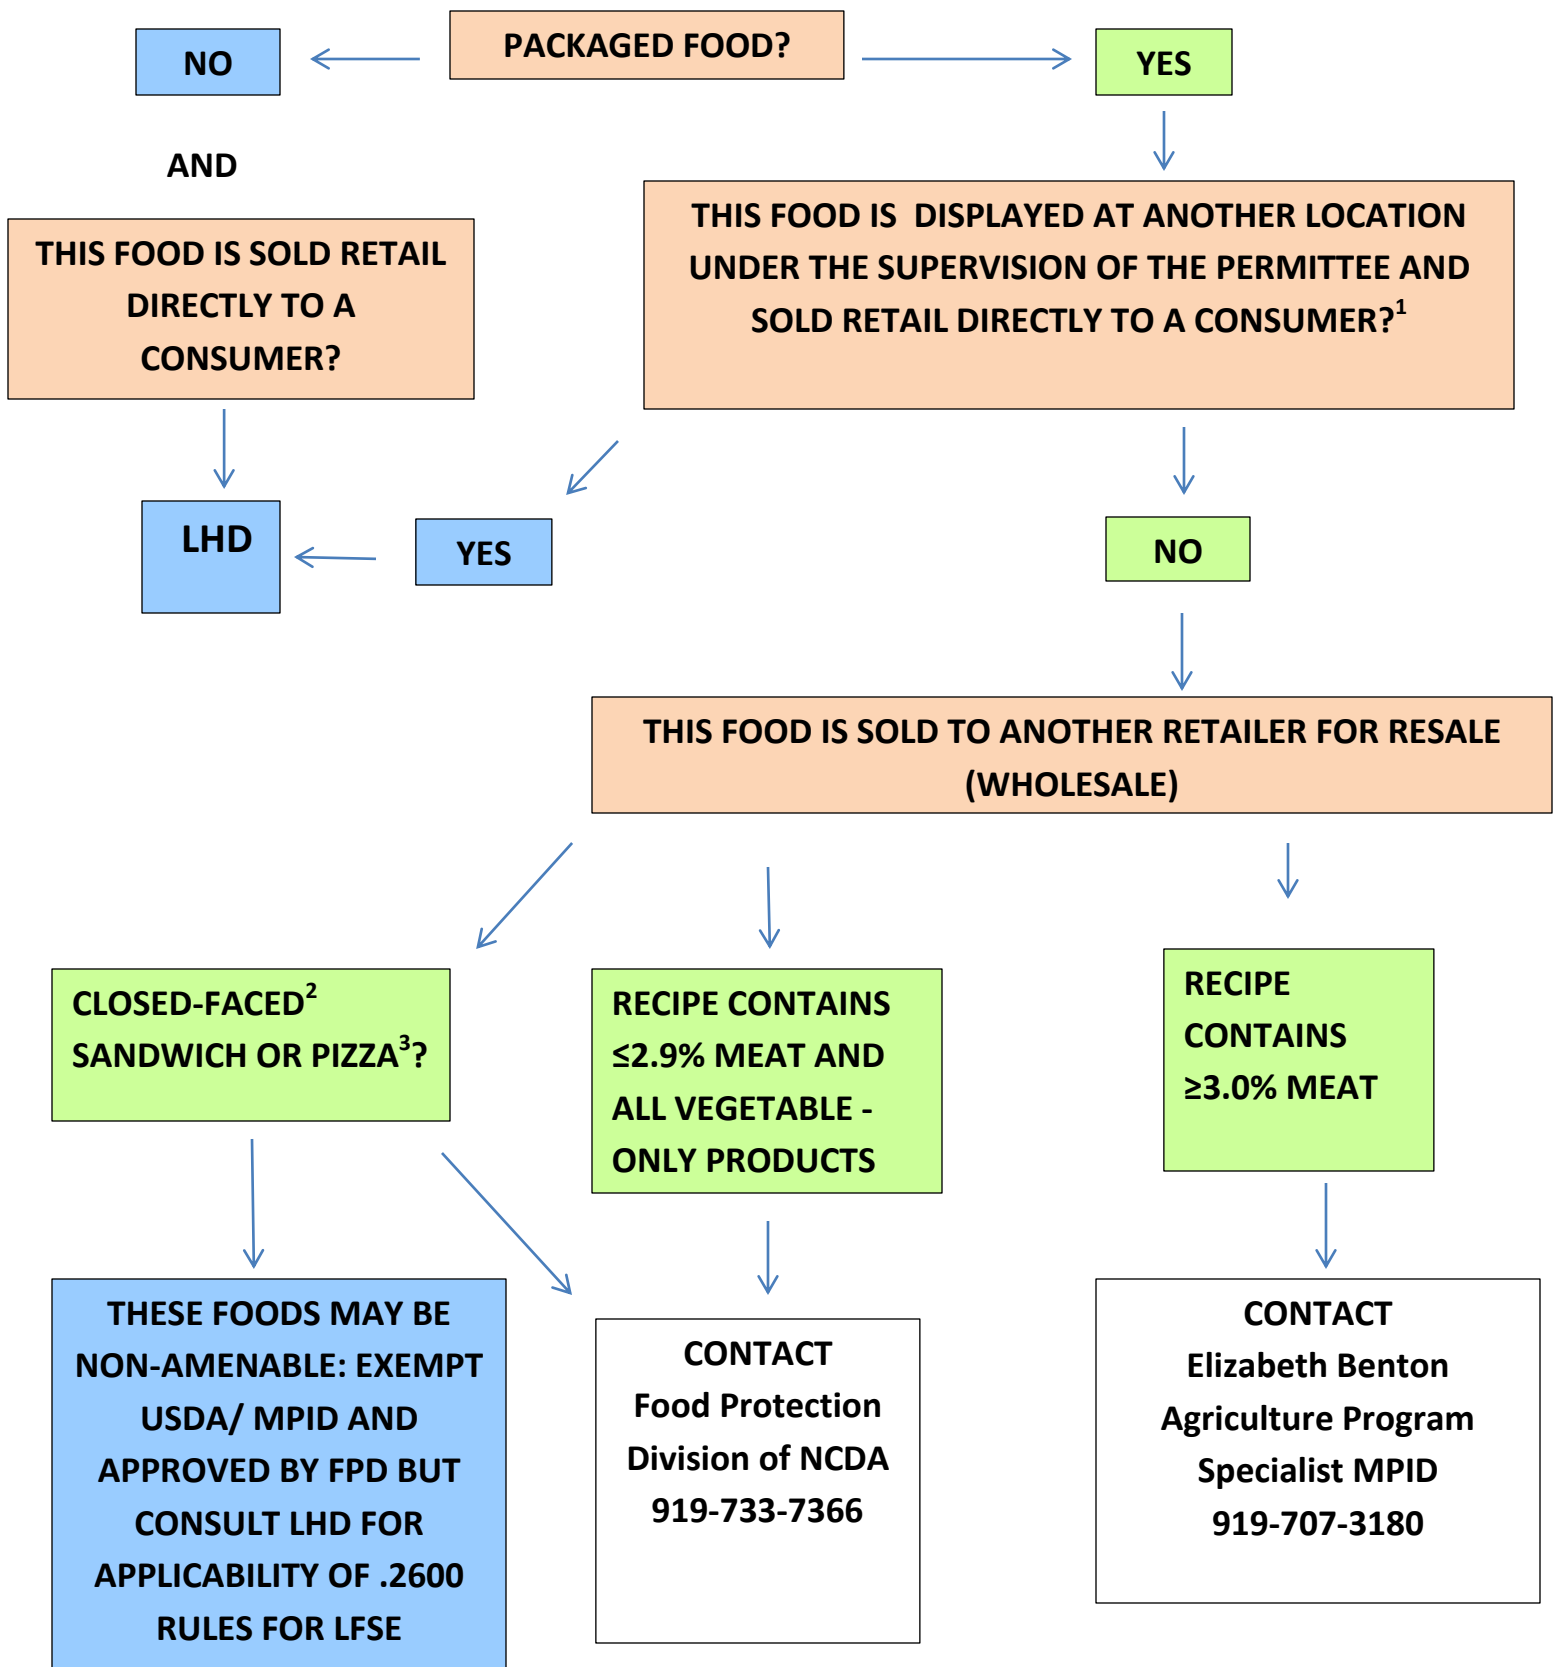 PACKAGED FOOD?
NO
YES
AND
THIS FOOD IS SOLD RETAIL
DIRECTLY TO A
CONSUMER?
THIS FOOD IS DISPLAYED AT ANOTHER LOCATION
UNDER THE SUPERVISION OF THE PERMITTEE AND
SOLD RETAIL DIRECTLY TO A CONSUMER?1
LHD
YES
NO
THIS FOOD IS SOLD TO ANOTHER RETAILER FOR RESALE
(WHOLESALE)
CLOSED-FACED2
SANDWICH OR PIZZA3?
RECIPE CONTAINS
≤2.9% MEAT AND
ALL VEGETABLE -
ONLY PRODUCTS
RECIPE
CONTAINS
≥3.0% MEAT
THESE FOODS MAY BE
NON-AMENABLE: EXEMPT
USDA/ MPID AND
APPROVED BY FPD BUT
CONSULT LHD FOR
APPLICABILITY OF .2600
RULES FOR LFSE
CONTACT
Food Protection
Division of NCDA
919-733-7366
CONTACT
Elizabeth Benton
Agriculture Program
Specialist MPID
919-707-3180